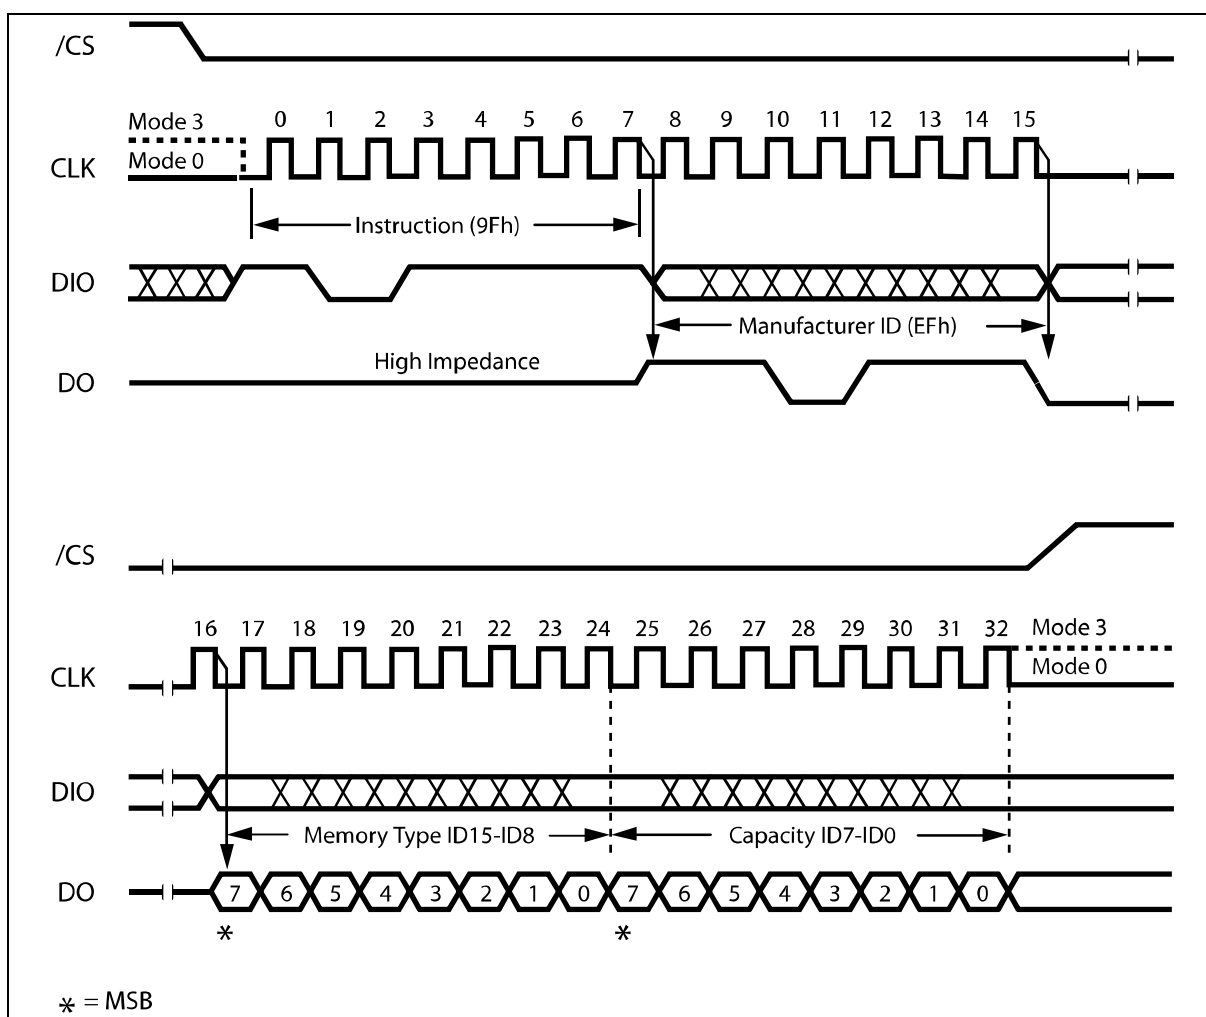 /CS
0 1 2 3 4 5 6 7 8 9 10 11 12 13 14 15
Mode 3
Mode 0
CLK
Instruction (9Fh)
DIO
Manufacturer ID (EFh)
High Impedance
DO
/CS
16 17 18 19 20 21 22 23 24 25 26 27 28 29 30 31 32
Mode 3
Mode 0
CLK
DIO
Memory Type ID15-ID8
Capacity ID7-ID0
DO
7 6 5 4 3 2 1 0 7 6 5 4 3 2 1 0
* *
* = MSB